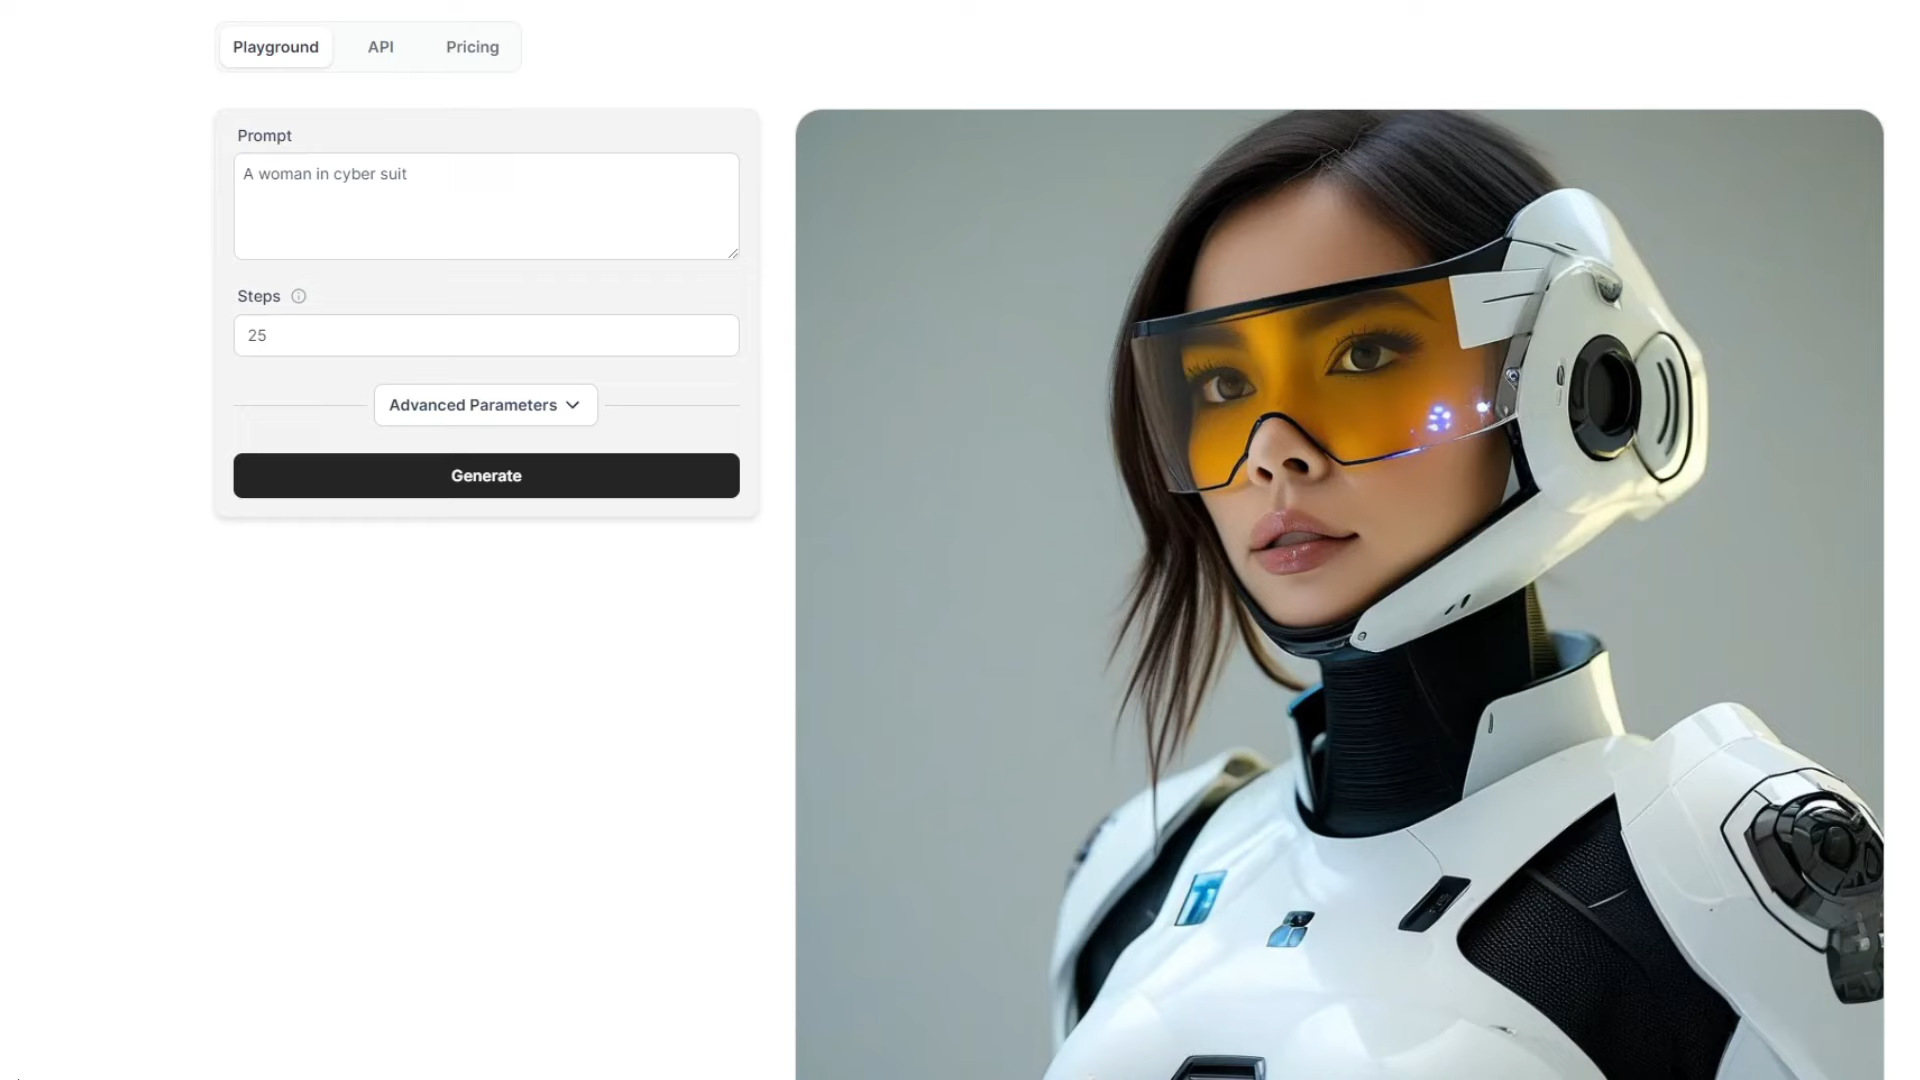 Playground API Pricing
Prompt
A woman in cyber suit
Steps
25
Advanced Parameters
Generate